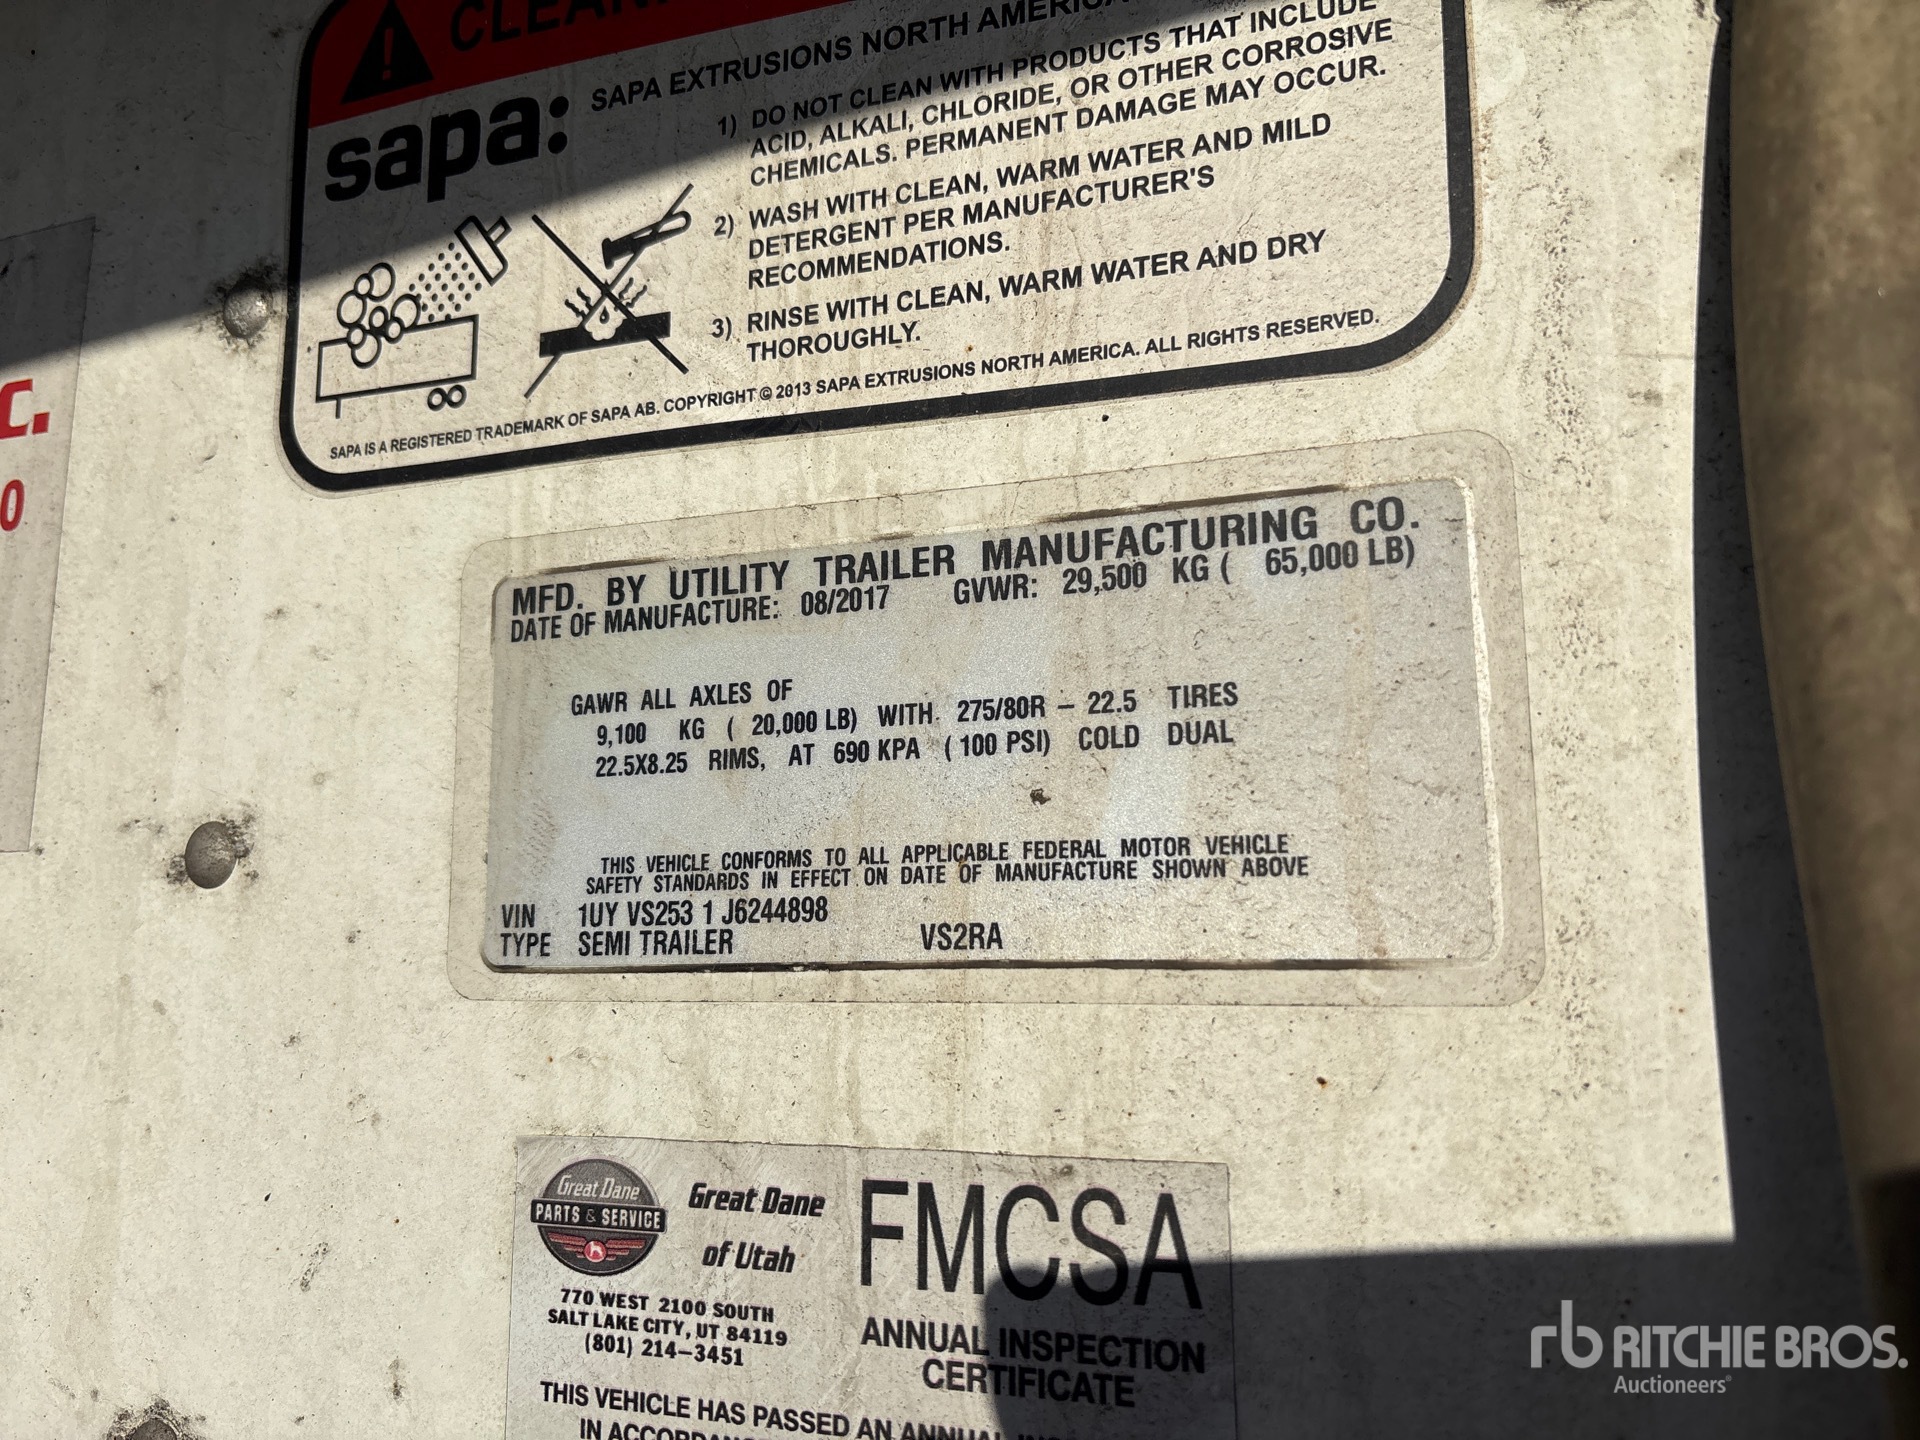 sapa:
SAPA EXTRUSIONS NORTH AMERICA
1) DO NOT CLEAN WITH PRODUCTS THAT INCLUDE
ACID, ALKALI, CHLORIDE, OR OTHER CORROSIVE
CHEMICALS. PERMANENT DAMAGE MAY OCCUR.
2) WASH WITH CLEAN, WARM WATER AND MILD
DETERGENT PER MANUFACTURER'S
RECOMMENDATIONS.
3) RINSE WITH CLEAN, WARM WATER AND DRY
THOROUGHLY.
SAPA IS A REGISTERED TRADEMARK OF SAPA AB. COPYRIGHT © 2013 SAPA EXTRUSIONS NORTH AMERICA. ALL RIGHTS RESERVED.
C.
0
MFD. BY UTILITY TRAILER MANUFACTURING CO.
DATE OF MANUFACTURE: 08/2017 GVWR: 29,500 KG ( 65,000 LB)
GAWR ALL AXLES OF
9,100 KG ( 20,000 LB) WITH 275/80R - 22.5 TIRES
22.5X8.25 RIMS, AT 690 KPA ( 100 PSI) COLD DUAL
THIS VEHICLE CONFORMS TO ALL APPLICABLE FEDERAL MOTOR VEHICLE
SAFETY STANDARDS IN EFFECT ON DATE OF MANUFACTURE SHOWN ABOVE
VIN 1UY VS253 1 J6244898
TYPE SEMI TRAILER VS2RA
Great Dane
PARTS & SERVICE
Great Dane
of Utah
770 WEST 2100 SOUTH
SALT LAKE CITY, UT 84119
(801) 214-3451
FMCSA
ANNUAL INSPECTION
CERTIFICATE
THIS VEHICLE HAS PASSED AN ANNUAL
IN
rb RITCHIE BROS.
Auctioneers